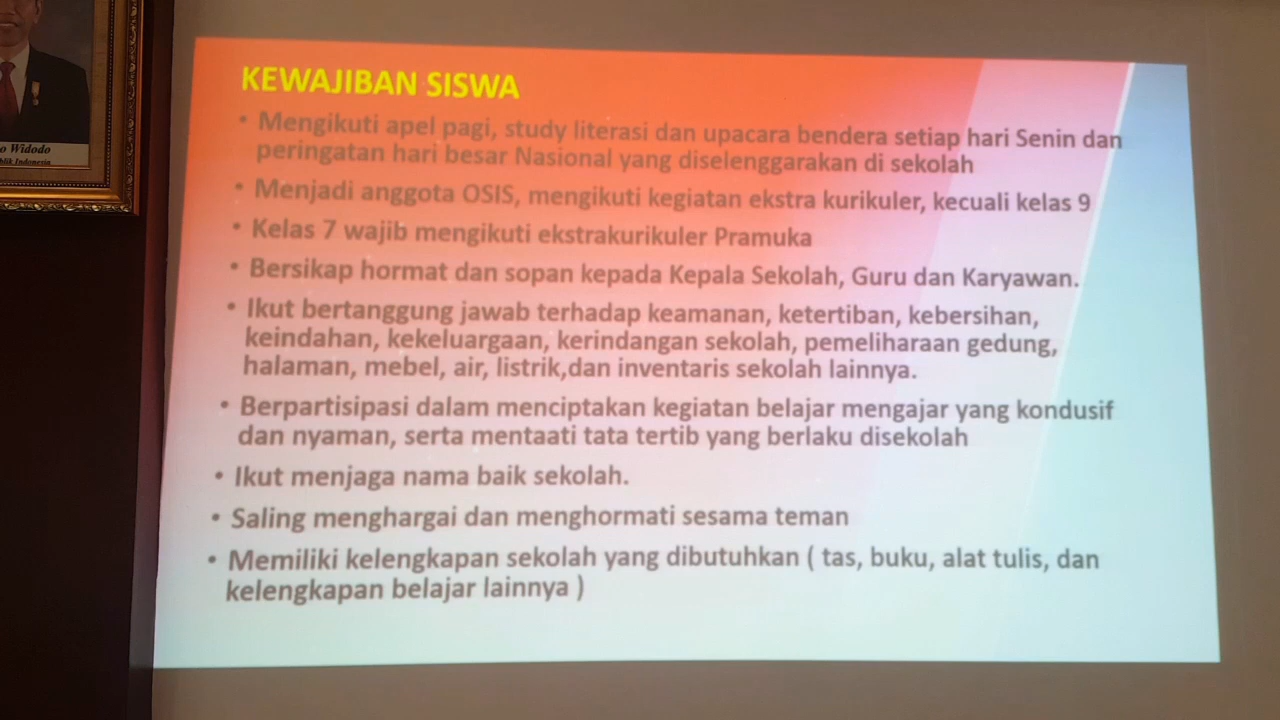 o Widodo
blik Indonesia
KEWAJIBAN SISWA
• Mengikuti apel pagi, study literasi dan upacara bendera setiap hari Senin dan
peringatan hari besar Nasional yang diselenggarakan di sekolah
• Menjadi anggota OSIS, mengikuti kegiatan ekstra kurikuler, kecuali kelas 9
• Kelas 7 wajib mengikuti ekstrakurikuler Pramuka
• Bersikap hormat dan sopan kepada Kepala Sekolah, Guru dan Karyawan.
• Ikut bertanggung jawab terhadap keamanan, ketertiban, kebersihan,
keindahan, kekeluargaan, kerindangan sekolah, pemeliharaan gedung,
halaman, mebel, air, listrik,dan inventaris sekolah lainnya.
• Berpartisipasi dalam menciptakan kegiatan belajar mengajar yang kondusif
dan nyaman, serta mentaati tata tertib yang berlaku disekolah
• Ikut menjaga nama baik sekolah.
• Saling menghargai dan menghormati sesama teman
• Memiliki kelengkapan sekolah yang dibutuhkan ( tas, buku, alat tulis, dan
kelengkapan belajar lainnya )